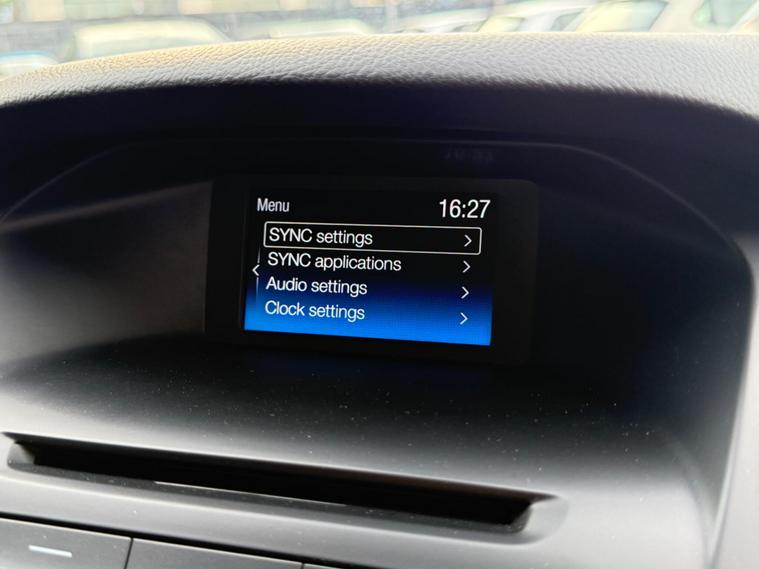 Menu 16:27
SYNC settings
SYNC applications
Audio settings
Clock settings